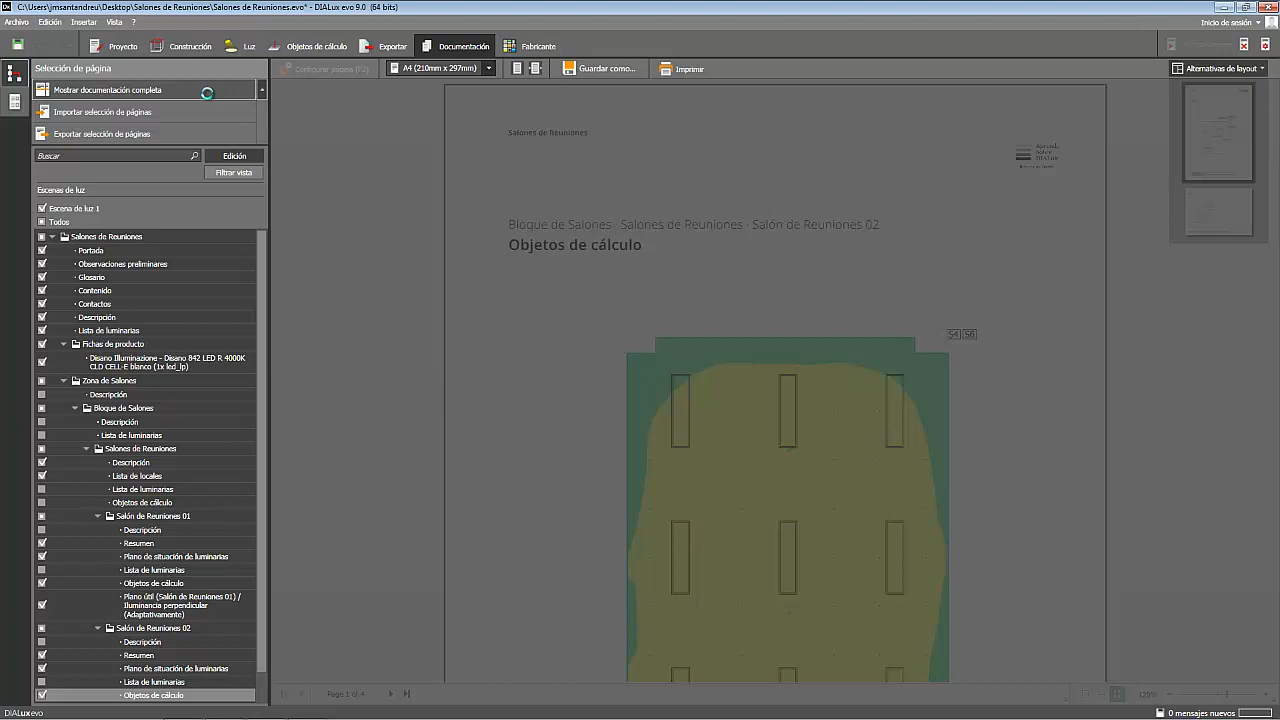 C:\Users\jmsantandreu\Desktop\Salones de Reuniones\Salones de Reuniones.evo* - DIALux evo 9.0  (64 bits)
Archivo Edición Insertar Vista ? Inicio de sesión
Proyecto Construcción Luz Objetos de cálculo Exportar Documentación Fabricante
Selección de página
Configurar página (P2) A4 (210mm x 297mm) Guardar como... Imprimir Alternativas de layout
Mostrar documentación completa
Importar selección de páginas
Exportar selección de páginas
Buscar Edición
Filtrar vista
Escenas de luz
Escena de luz 1
Todos
Salones de Reuniones
· Portada
· Observaciones preliminares
· Glosario
· Contenido
· Contactos
· Descripción
· Lista de luminarias
Fichas de producto
· Disano Illuminazione - Disano 842 LED R 4000K
CLD CELL-E blanco (1x led_lp)
Zona de Salones
· Descripción
Bloque de Salones
· Descripción
· Lista de luminarias
Salones de Reuniones
· Descripción
· Lista de locales
· Lista de luminarias
· Objetos de cálculo
Salón de Reuniones 01
· Descripción
· Resumen
· Plano de situación de luminarias
· Lista de luminarias
· Objetos de cálculo
· Plano útil (Salón de Reuniones 01) /
Iluminancia perpendicular
(Adaptativamente)
Salón de Reuniones 02
· Descripción
· Resumen
· Plano de situación de luminarias
· Lista de luminarias
· Objetos de cálculo
Salones de Reuniones
Aprende
Sobre
DIALux
Bloque de Salones · Salones de Reuniones · Salón de Reuniones 02
Objetos de cálculo
S4 S6
Page 1 of 4 129%
DIALux evo 0 mensajes nuevos